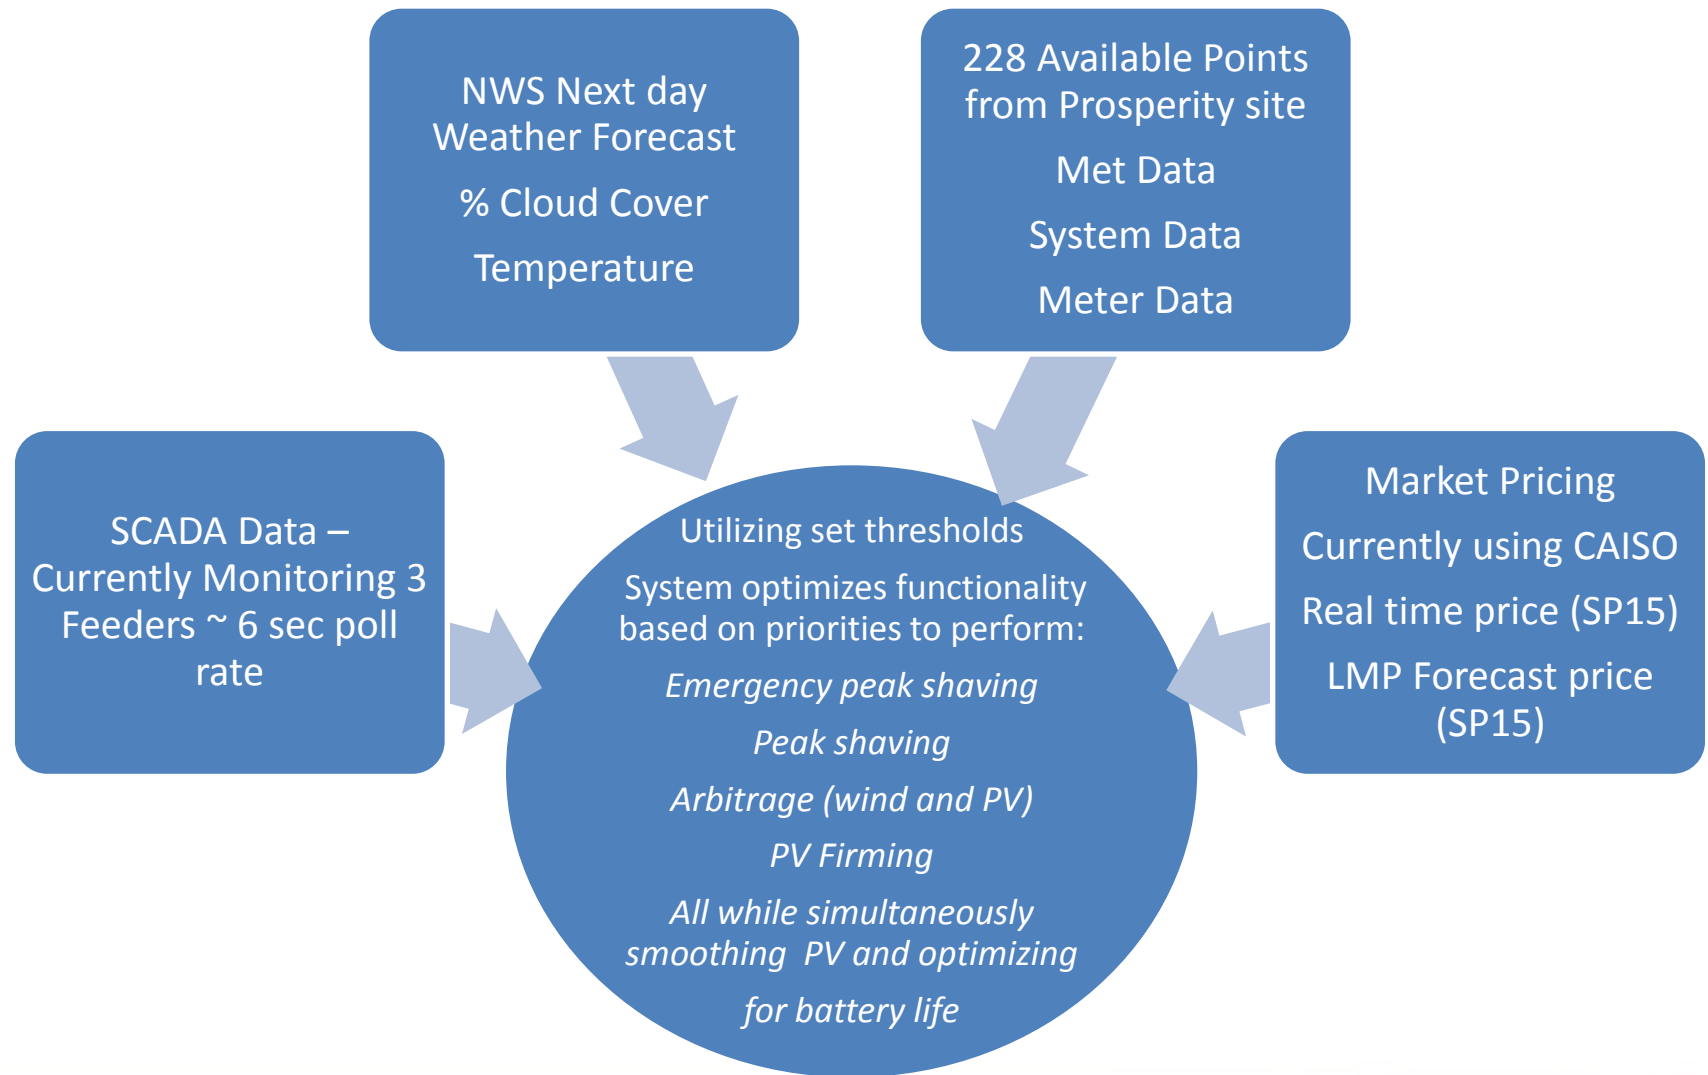 NWS Next day
Weather Forecast
% Cloud Cover
Temperature
228 Available Points
from Prosperity site
Met Data
System Data
Meter Data
SCADA Data –
Currently Monitoring 3
Feeders ~ 6 sec poll
rate
Market Pricing
Currently using CAISO
Real time price (SP15)
LMP Forecast price
(SP15)
Utilizing set thresholds
System optimizes functionality
based on priorities to perform:
Emergency peak shaving
Peak shaving
Arbitrage (wind and PV)
PV Firming
All while simultaneously
smoothing PV and optimizing
for battery life